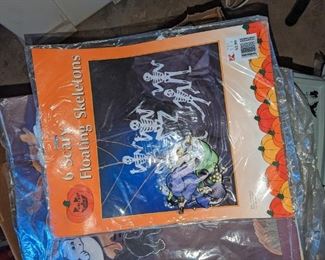 6 Scary
Floating Skeletons